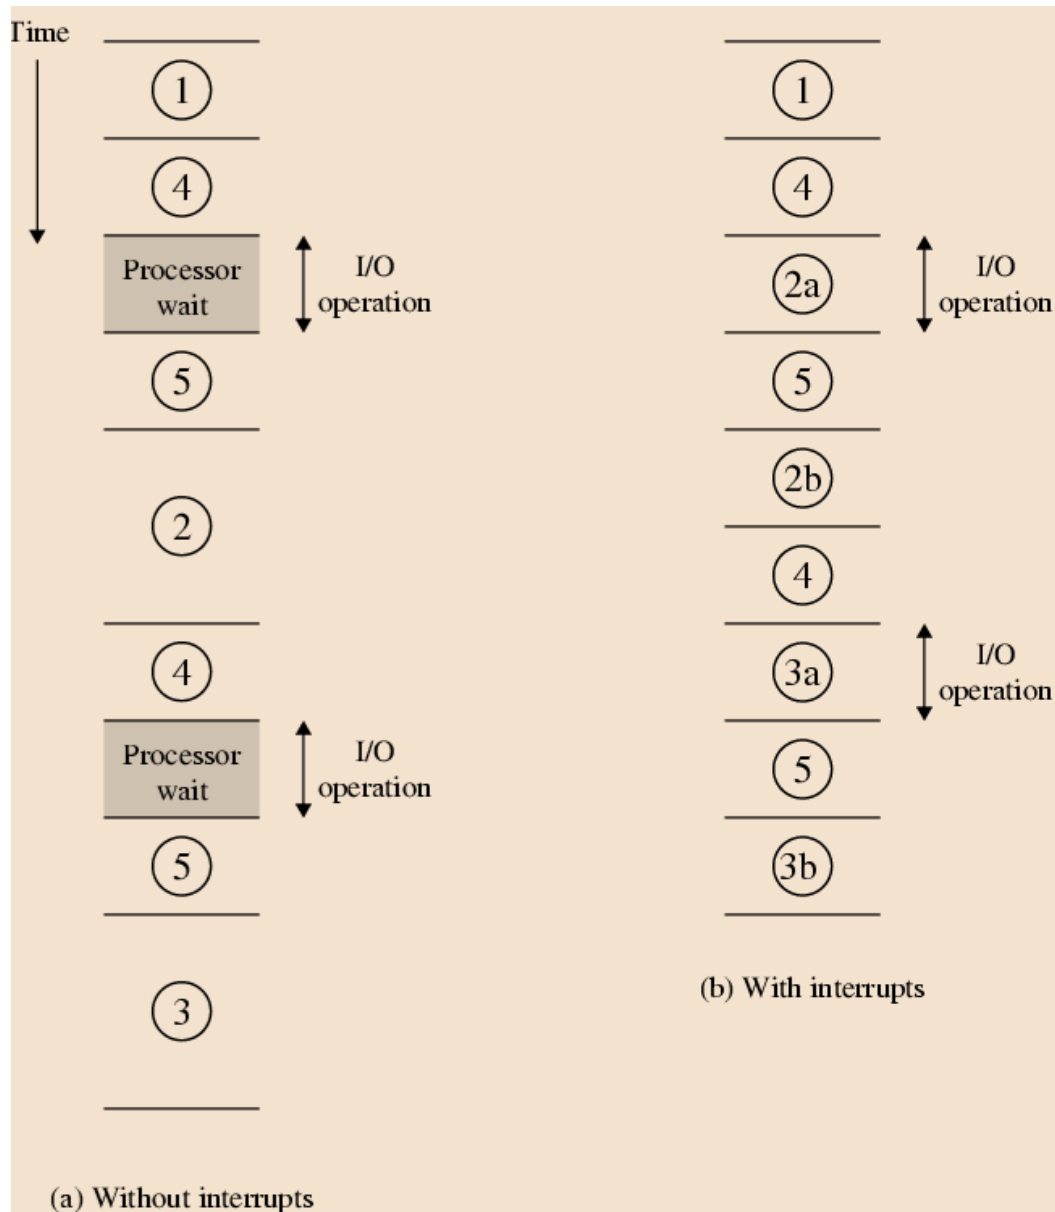 Time
1
4
Processor
wait
I/O
operation
5
2
4
Processor
wait
I/O
operation
5
3
(a) Without interrupts
1
4
2a
I/O
operation
5
2b
4
3a
I/O
operation
5
3b
(b) With interrupts